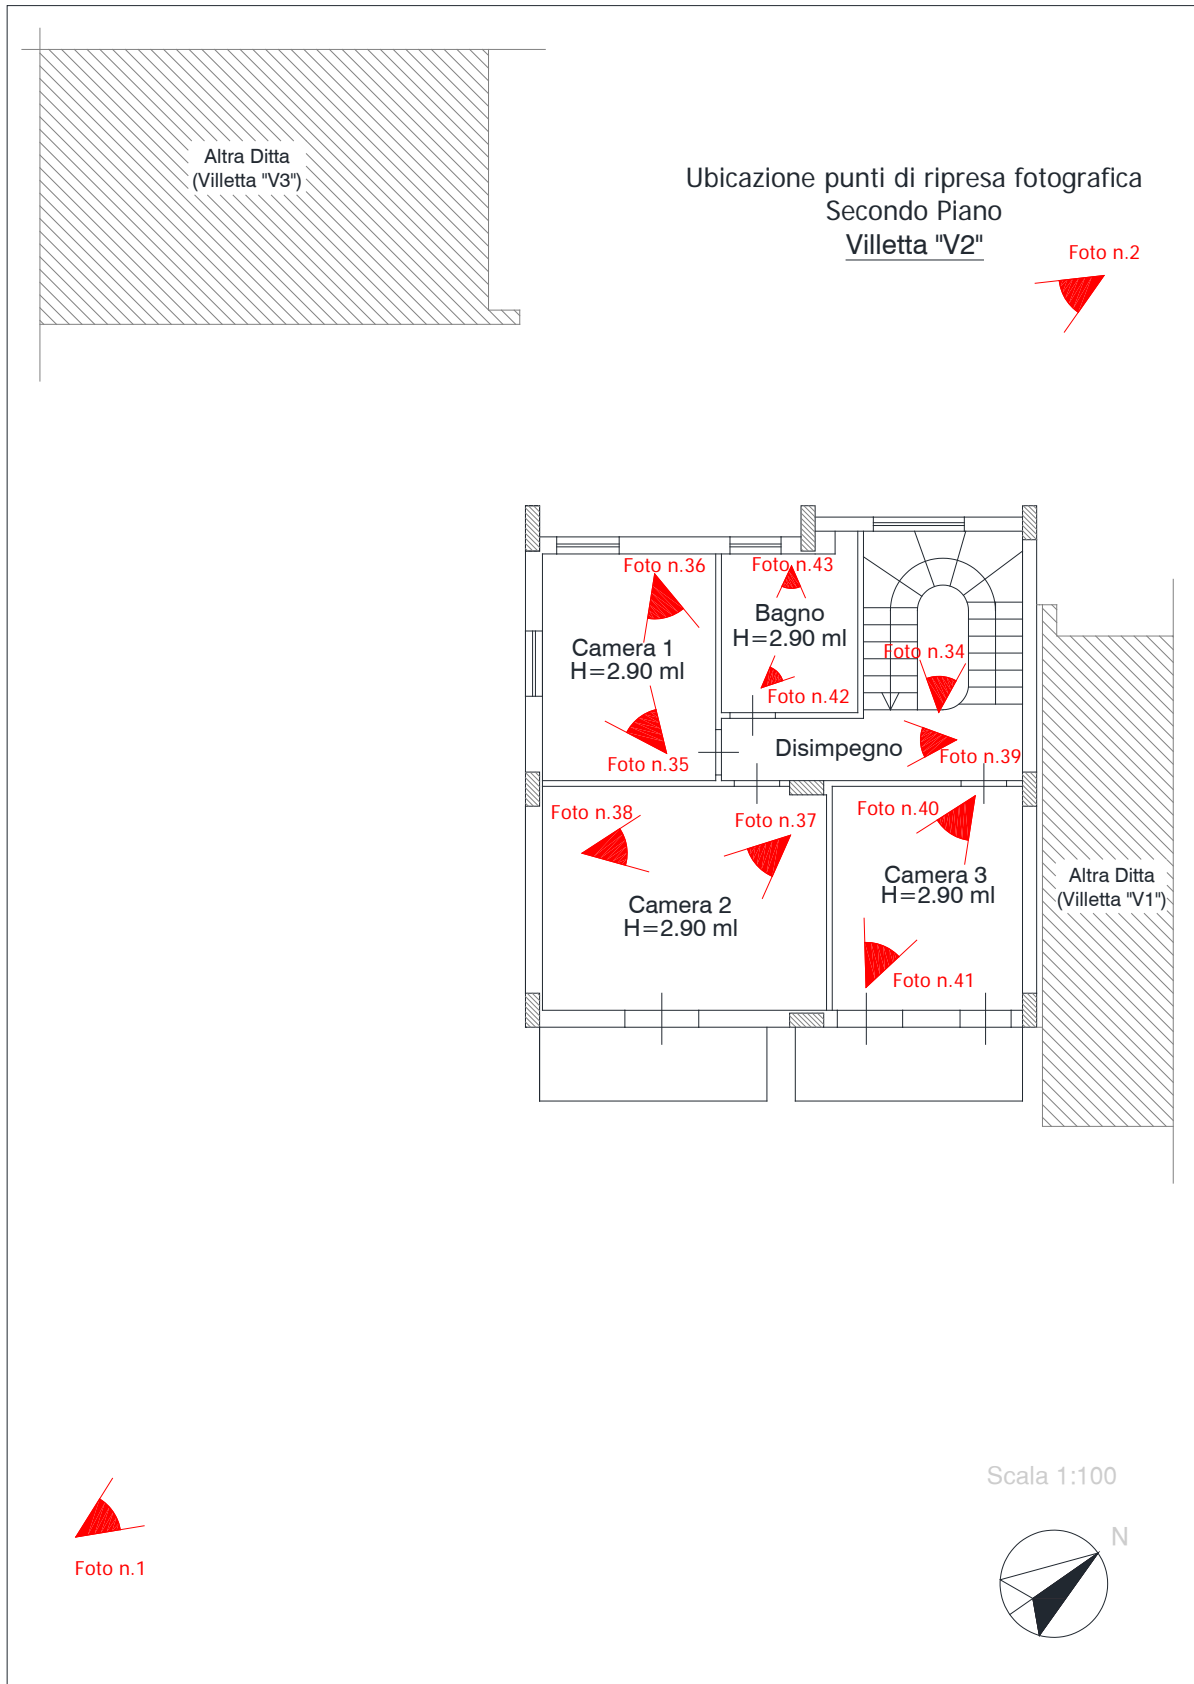 Altra Ditta
(Villetta "V3")
Ubicazione punti di ripresa fotografica
Secondo Piano
Villetta "V2"
Foto n.2
Foto n.36
Foto n.43
Bagno
H=2.90 ml
Camera 1
H=2.90 ml
Foto n.34
Foto n.42
Disimpegno
Foto n.35
Foto n.39
Foto n.38
Foto n.37
Foto n.40
Camera 3
H=2.90 ml
Altra Ditta
(Villetta "V1")
Camera 2
H=2.90 ml
Foto n.41
Scala 1:100
N
Foto n.1